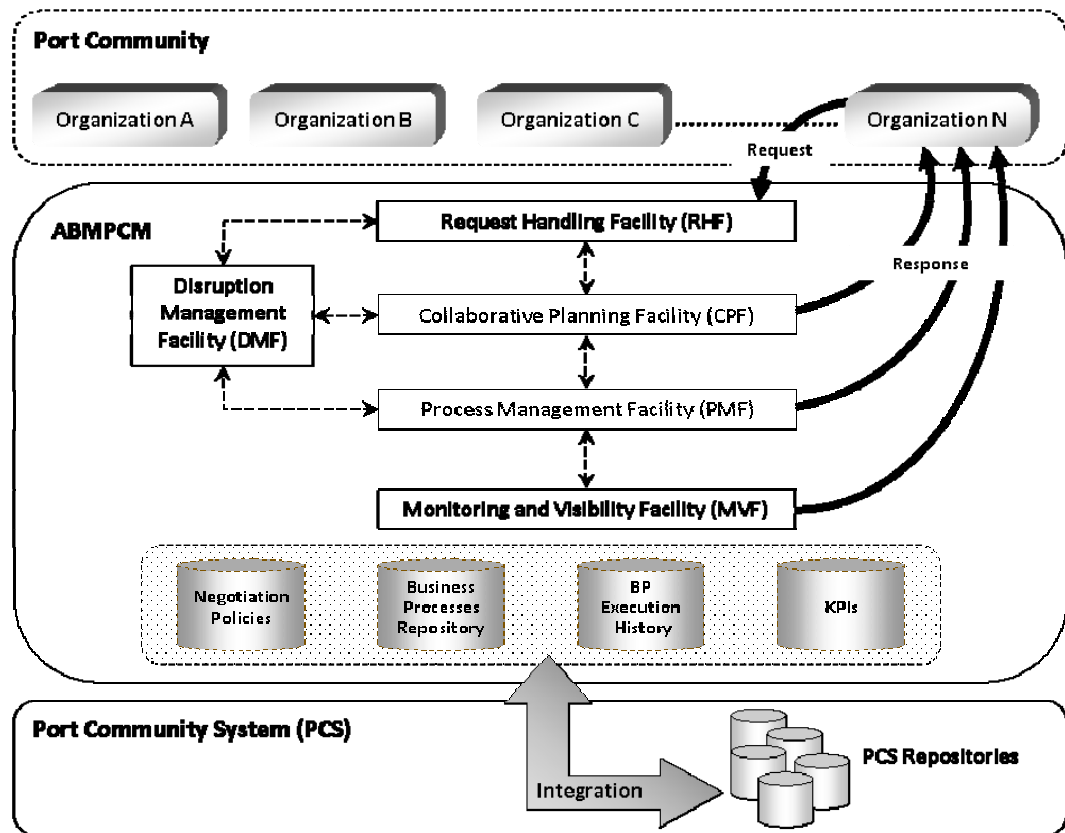 Port Community
Organization A
Organization B
Organization C
Organization N
Request
ABMPCM
Request Handling Facility (RHF)
Response
Disruption
Management
Facility (DMF)
Collaborative Planning Facility (CPF)
Process Management Facility (PMF)
Monitoring and Visibility Facility (MVF)
Negotiation
Policies
Business
Processes
Repository
BP
Execution
History
KPIs
Port Community System (PCS)
PCS Repositories
Integration